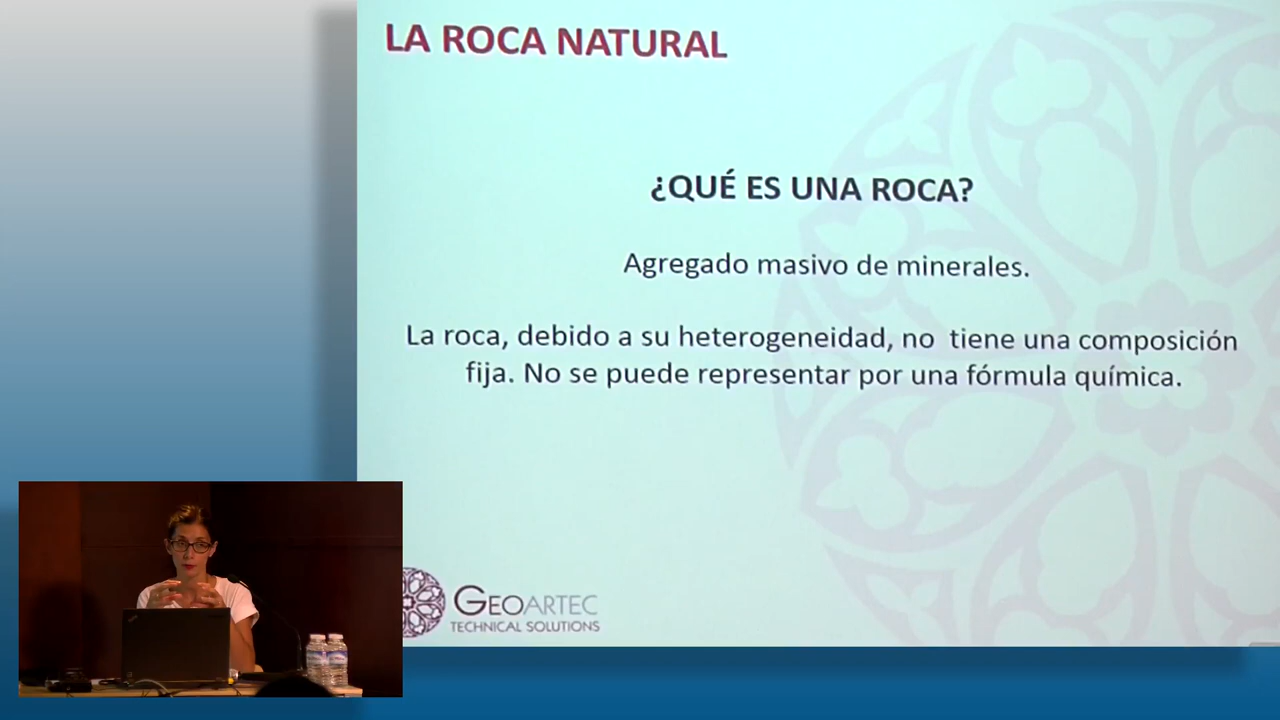 LA ROCA NATURAL
¿QUÉ ES UNA ROCA?
Agregado masivo de minerales.
La roca, debido a su heterogeneidad, no tiene una composición
fija. No se puede representar por una fórmula química.
GEOARTEC
TECHNICAL SOLUTIONS